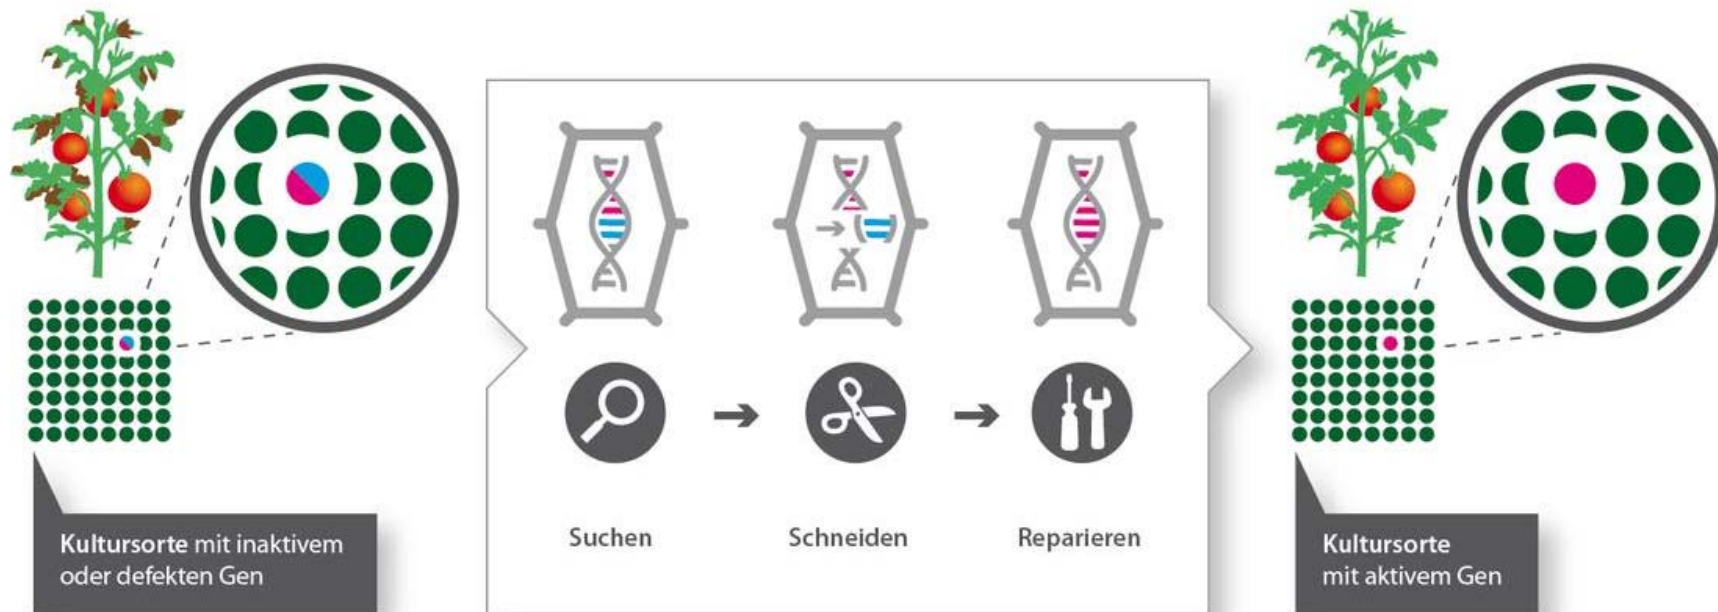 Suchen
Schneiden
Reparieren
Kultursorte mit inaktivem
oder defekten Gen
Kultursorte
mit aktivem Gen